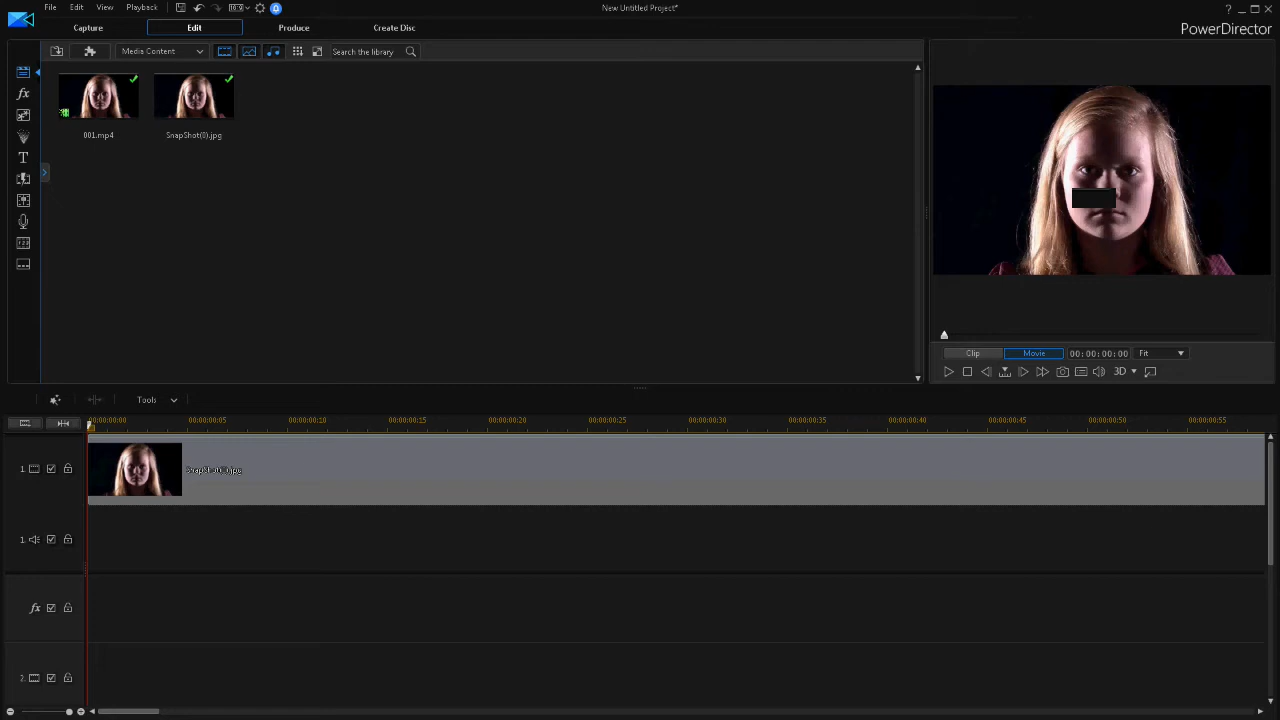 File Edit View Playback 16:9 New Untitled Project* ?
Capture Edit Produce Create Disc PowerDirector
Media Content Search the library
fx
T
001.mp4 SnapShot(0).jpg
Clip Movie 00:00:00:00 Fit
3D
Tools
00:00:00:00 00:00:00:05 00:00:00:10 00:00:00:15 00:00:00:20 00:00:00:25 00:00:00:30 00:00:00:35 00:00:00:40 00:00:00:45 00:00:00:50 00:00:00:55
1. SnapShot(0).jpg
1.
fx
2.